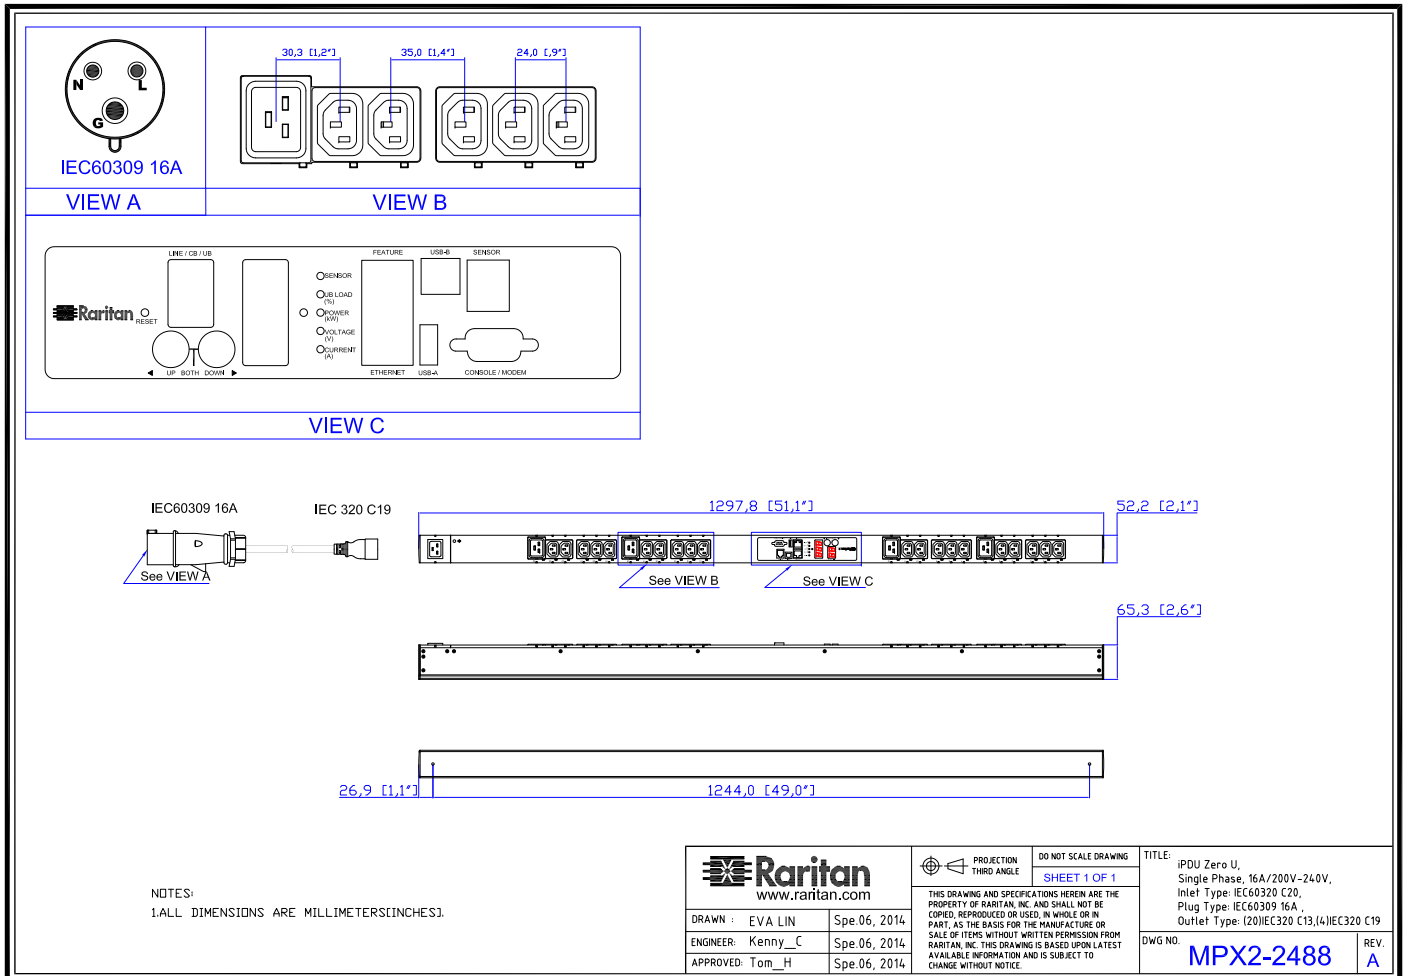 N
L
G
IEC60309 16A
VIEW A
30,3 [1,2"]
35,0 [1,4"]
24,0 [,9"]
VIEW B
LINE / CB / UB
FEATURE
USB-B
SENSOR
Raritan
RESET
SENSOR
UB LOAD
(%)
POWER
(kW)
VOLTAGE
(V)
CURRENT
(A)
UP BOTH DOWN
ETHERNET
USB-A
CONSOLE / MODEM
VIEW C
IEC60309 16A
IEC 320 C19
See VIEW A
1297,8 [51,1"]
52,2 [2,1"]
See VIEW B
See VIEW C
65,3 [2,6"]
26,9 [1,1"]
1244,0 [49,0"]
NOTES:
1.ALL DIMENSIONS ARE MILLIMETERS[INCHES].
Raritan
www.raritan.com
DRAWN : EVA LIN Spe.06, 2014
ENGINEER: Kenny_C Spe.06, 2014
APPROVED: Tom_H Spe.06, 2014
PROJECTION
THIRD ANGLE
DO NOT SCALE DRAWING
SHEET 1 OF 1
THIS DRAWING AND SPECIFICATIONS HEREIN ARE THE
PROPERTY OF RARITAN, INC. AND SHALL NOT BE
COPIED, REPRODUCED OR USED, IN WHOLE OR IN
PART, AS THE BASIS FOR THE MANUFACTURE OR
SALE OF ITEMS WITHOUT WRITTEN PERMISSION FROM
RARITAN, INC. THIS DRAWING IS BASED UPON LATEST
AVAILABLE INFORMATION AND IS SUBJECT TO
CHANGE WITHOUT NOTICE.
TITLE:
iPDU Zero U,
Single Phase, 16A/200V-240V,
Inlet Type: IEC60320 C20,
Plug Type: IEC60309 16A ,
Outlet Type: (20)IEC320 C13,(4)IEC320 C19
DWG NO.
MPX2-2488
REV.
A